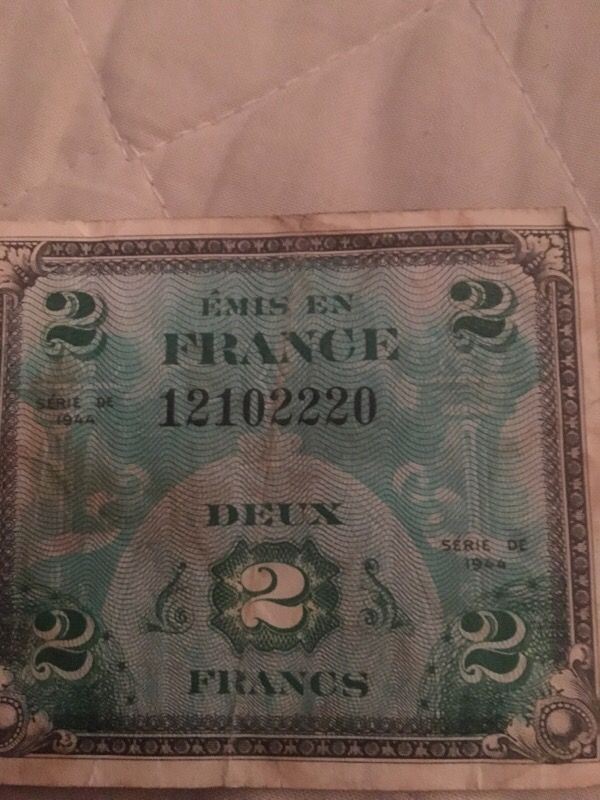 2 2
ÉMIS EN
FRANCE
SÉRIE DE
1944
12102220
DEUX
SÉRIE DE
1944
2
2 2
FRANCS